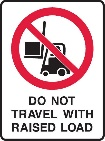 DO NOT
TRAVEL WITH
RAISED LOAD